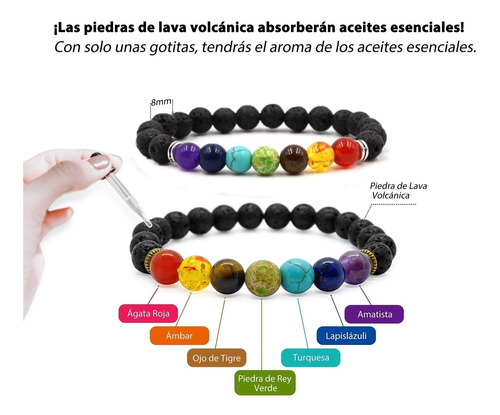 ¡Las piedras de lava volcánica absorberán aceites esenciales!
Con solo unas gotitas, tendrás el aroma de los aceites esenciales.
8mm
Piedra de Lava
Volcánica
Ágata Roja
Amatista
Ámbar
Lapislázuli
Ojo de Tigre
Turquesa
Piedra de Rey
Verde